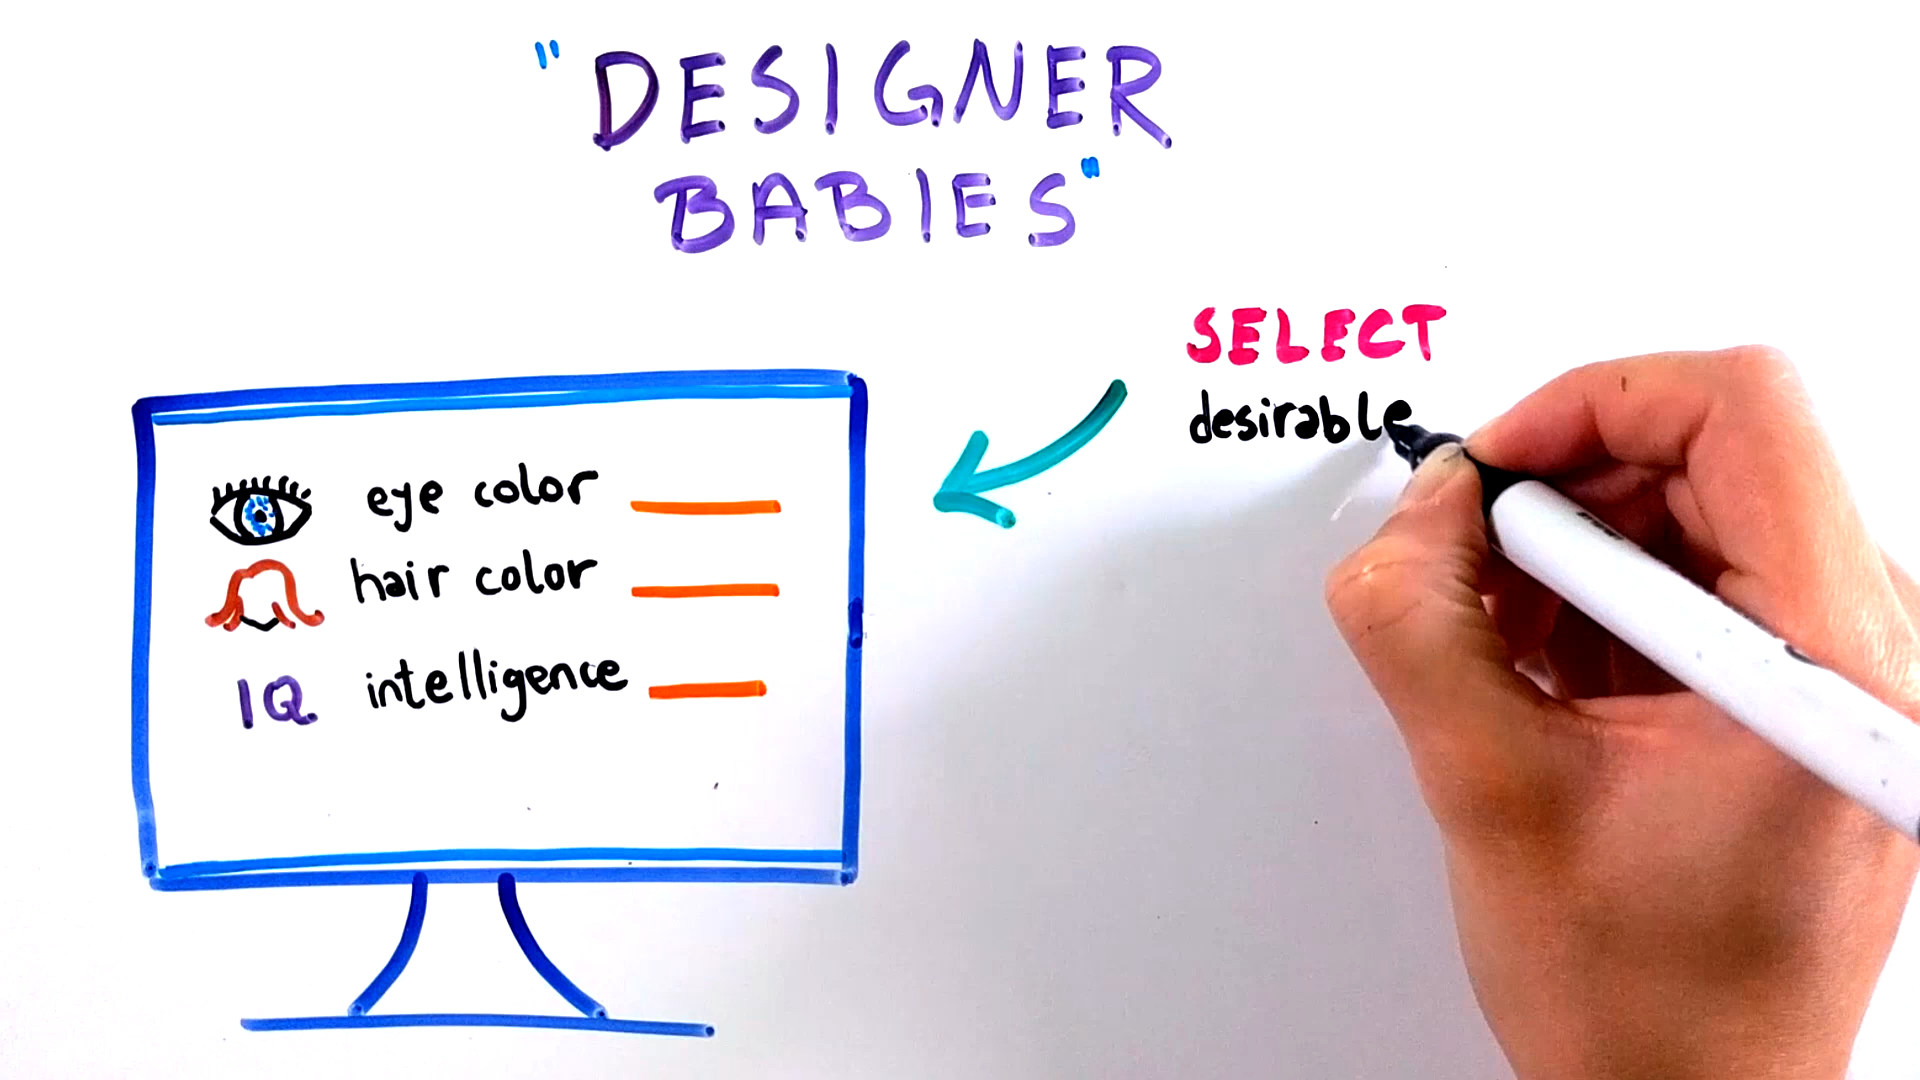 "DESIGNER
BABIES"
SELECT
desirable
eye color
hair color
IQ intelligence